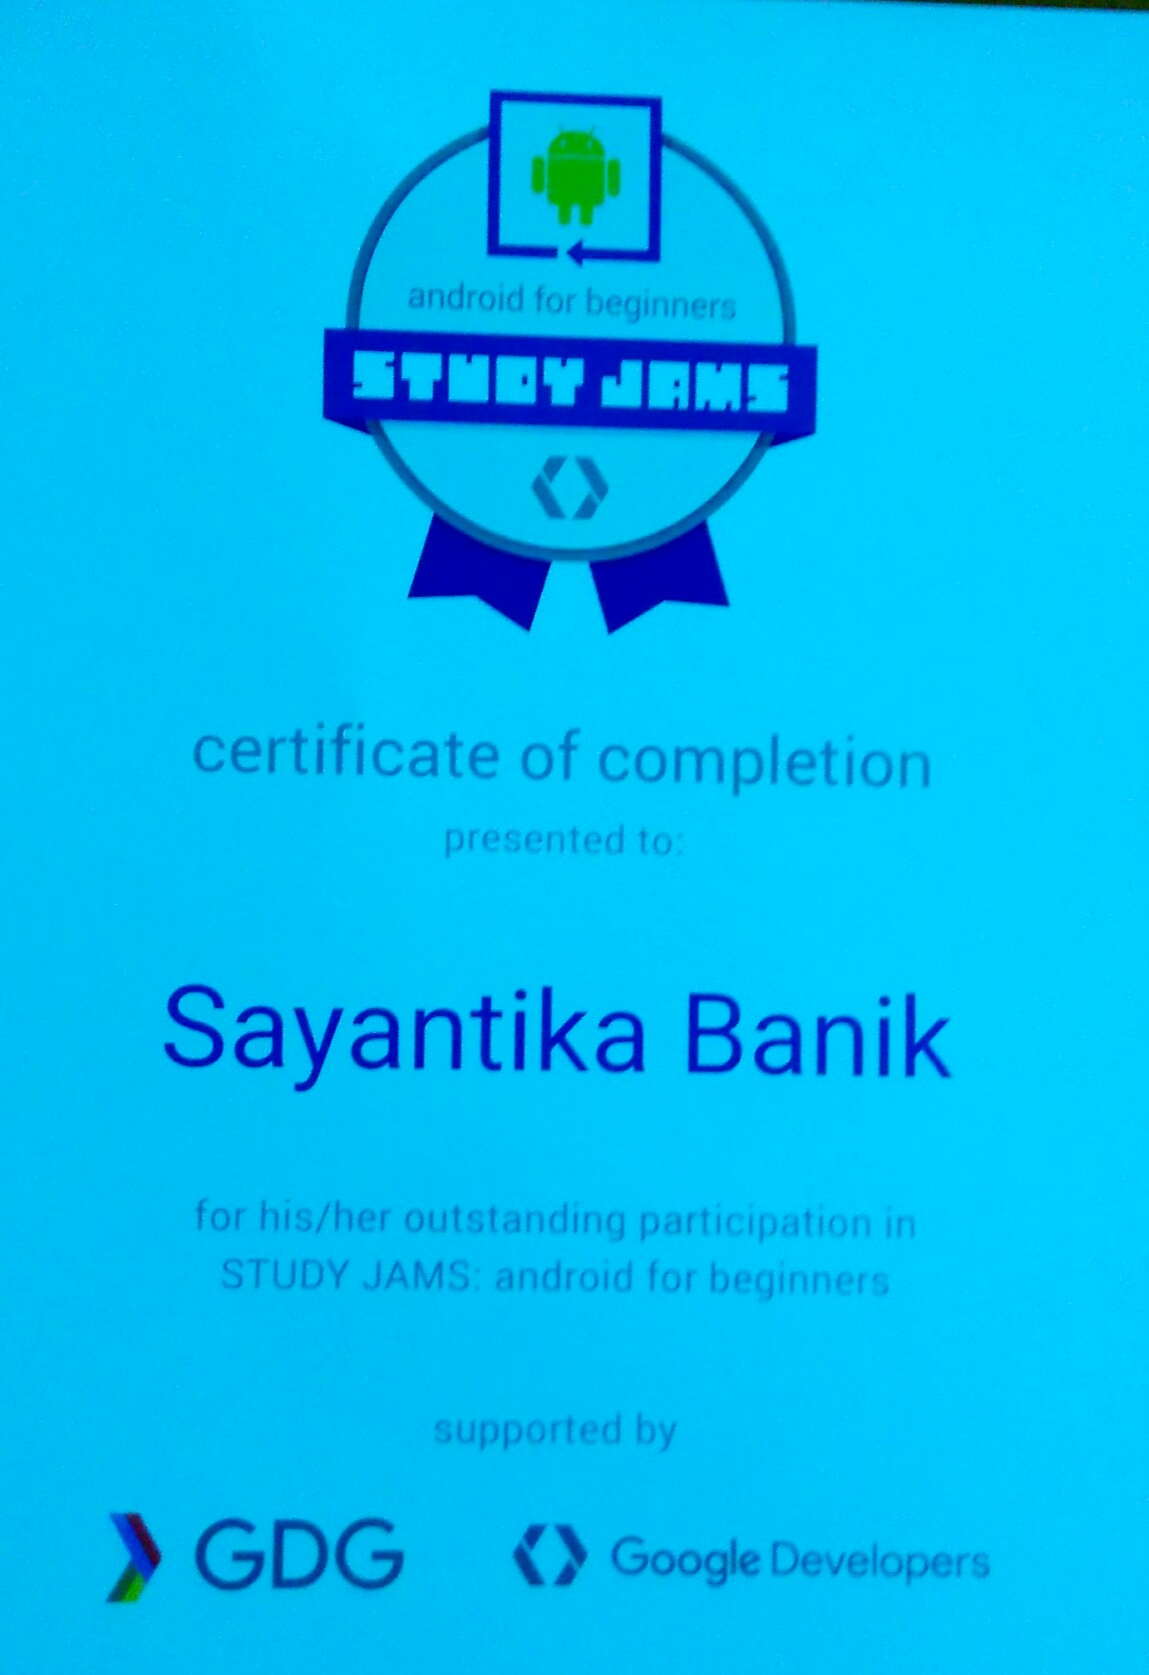 android for beginners
STUDY JAMS
certificate of completion
presented to:
Sayantika Banik
for his/her outstanding participation in
STUDY JAMS: android for beginners
supported by
GDG
Google Developers